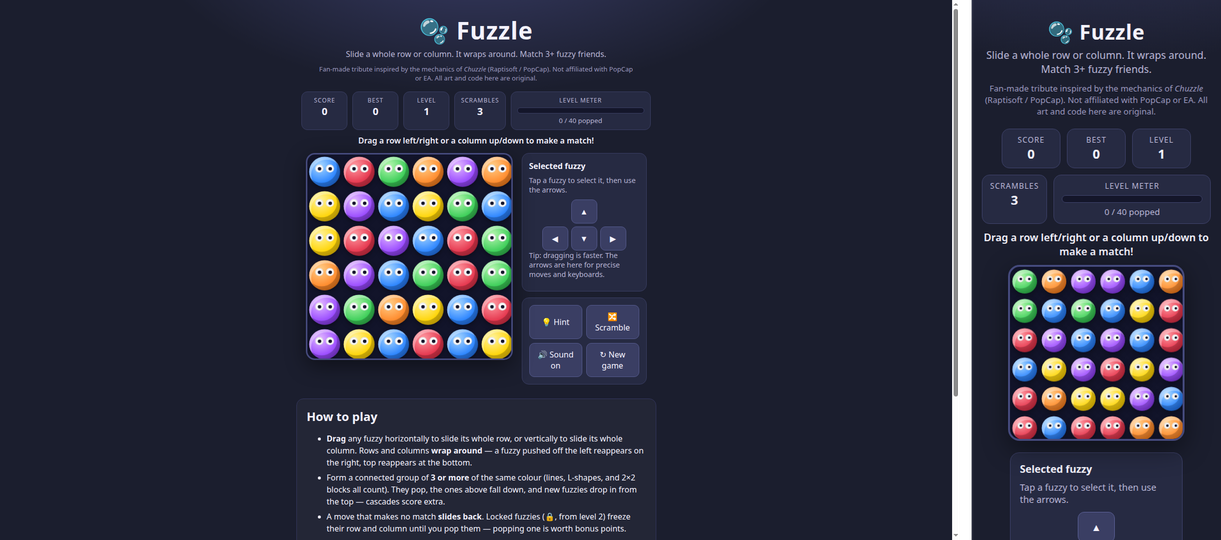 Fuzzle
Slide a whole row or column. It wraps around. Match 3+ fuzzy friends.
Fan-made tribute inspired by the mechanics of Chuzzle (Raptisoft / PopCap). Not affiliated with PopCap
or EA. All art and code here are original.
SCORE
0
BEST
0
LEVEL
1
SCRAMBLES
3
LEVEL METER
0 / 40 popped
Drag a row left/right or a column up/down to make a match!
Selected fuzzy
Tap a fuzzy to select it, then use
the arrows.
▲
◀ ▼ ▶
Tip: dragging is faster. The
arrows are here for precise
moves and keyboards.
💡 Hint
🔀
Scramble
🔊 Sound
on
↻ New
game
How to play
• Drag any fuzzy horizontally to slide its whole row, or vertically to slide its whole
column. Rows and columns wrap around — a fuzzy pushed off the left reappears on
the right, top reappears at the bottom.
• Form a connected group of 3 or more of the same colour (lines, L-shapes, and 2×2
blocks all count). They pop, the ones above fall down, and new fuzzies drop in from
the top — cascades score extra.
• A move that makes no match slides back. Locked fuzzies (🔒, from level 2) freeze
their row and column until you pop them — popping one is worth bonus points.
Fuzzle
Slide a whole row or column. It wraps around.
Match 3+ fuzzy friends.
Fan-made tribute inspired by the mechanics of Chuzzle
(Raptisoft / PopCap). Not affiliated with PopCap or EA. All
art and code here are original.
SCORE
0
BEST
0
LEVEL
1
SCRAMBLES
3
LEVEL METER
0 / 40 popped
Drag a row left/right or a column up/down to
make a match!
Selected fuzzy
Tap a fuzzy to select it, then use
the arrows.
▲